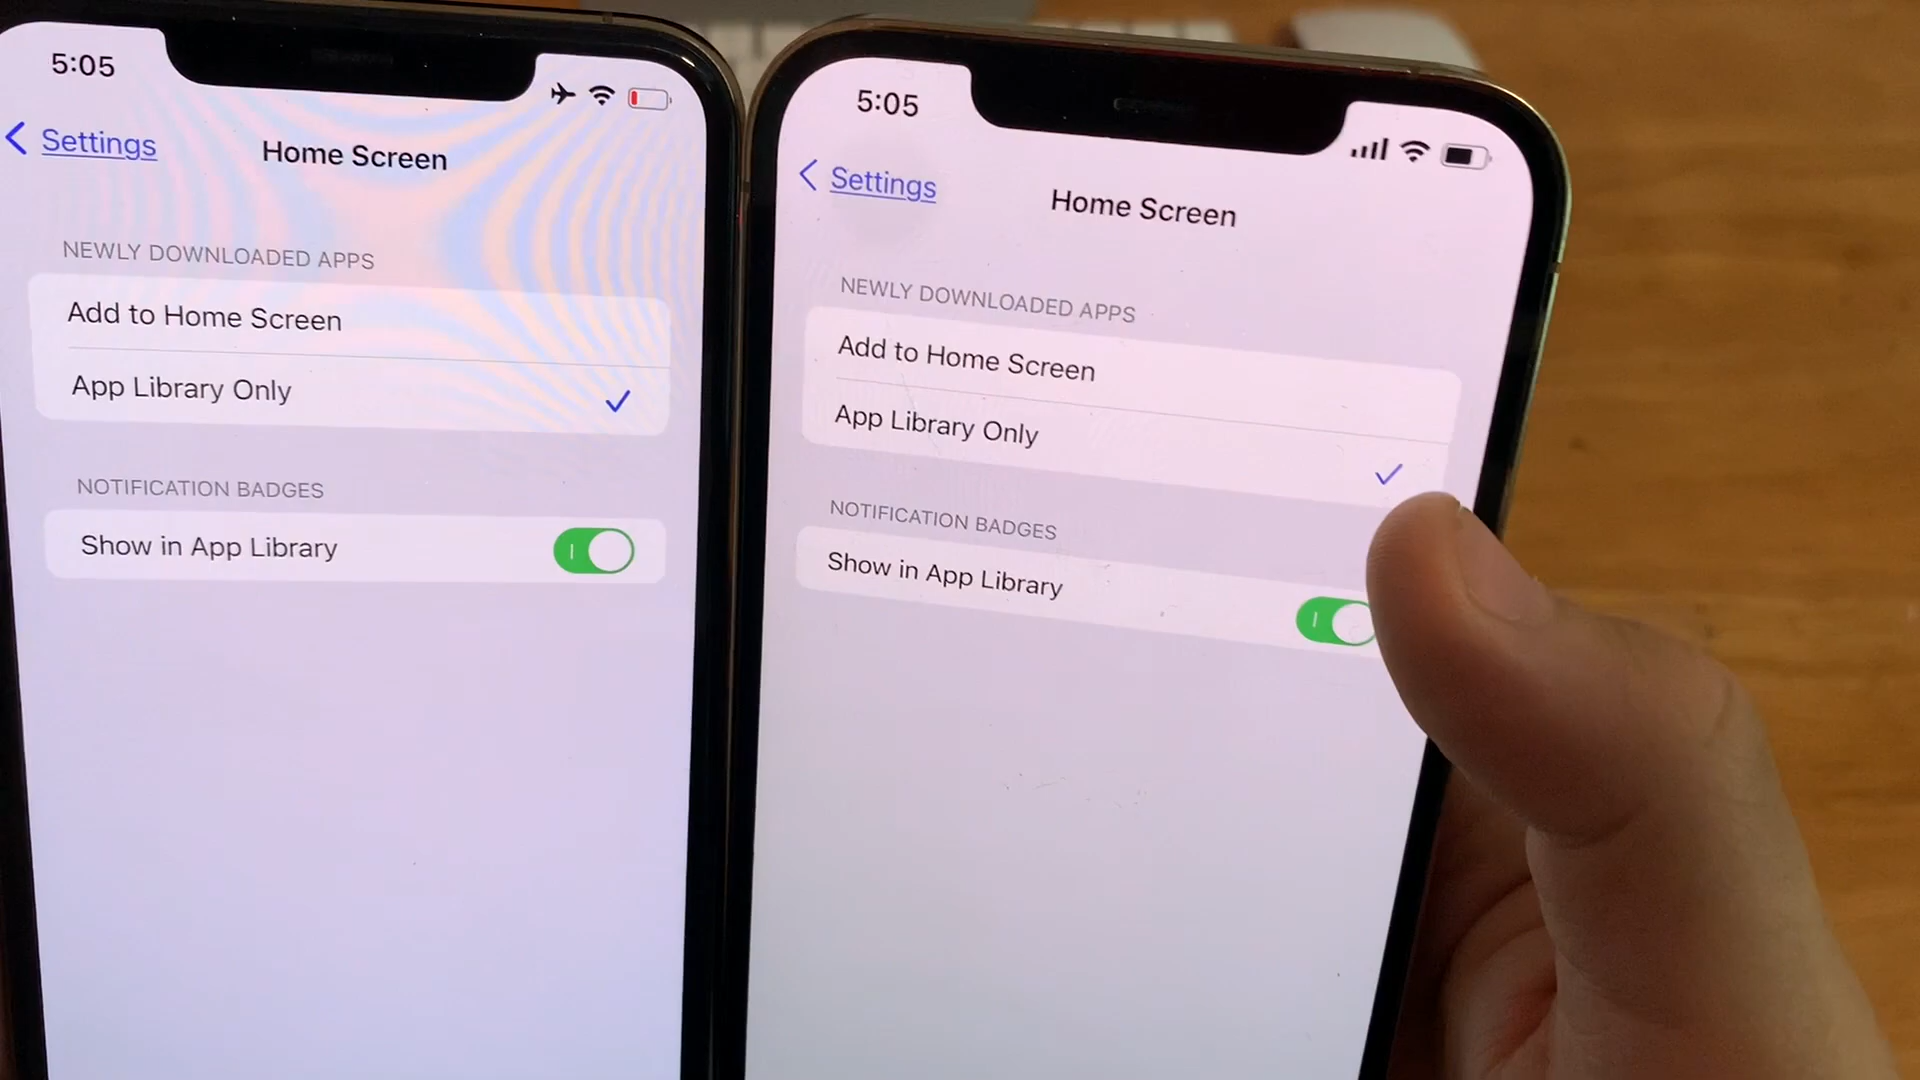 5:05
Settings
Home Screen
NEWLY DOWNLOADED APPS
Add to Home Screen
App Library Only
NOTIFICATION BADGES
Show in App Library
5:05
Settings
Home Screen
NEWLY DOWNLOADED APPS
Add to Home Screen
App Library Only
NOTIFICATION BADGES
Show in App Library